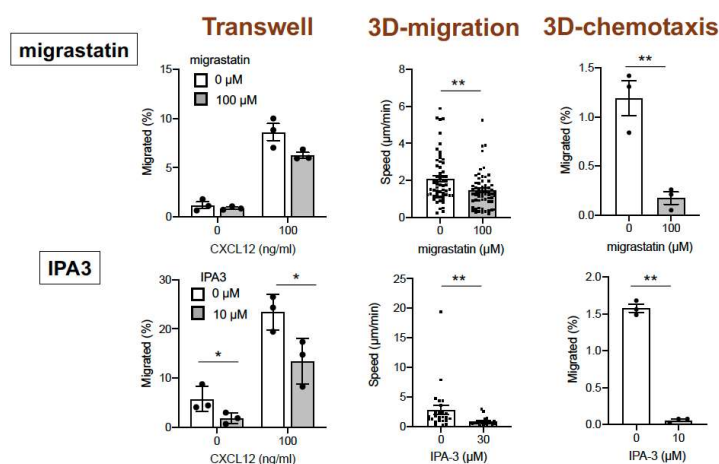 Transwell 3D-migration 3D-chemotaxis
migrastatin
migrastatin
0 µM
100 µM
Migrated (%)
15
10
5
0
0 100
CXCL12 (ng/ml)
**
Speed (µm/min)
8
6
4
2
0
0 100
migrastatin (µM)
**
Migrated (%)
1.5
1.0
0.5
0.0
0 100
migrastatin (µM)
IPA3
IPA3
0 µM
10 µM
*
*
Migrated (%)
30
20
10
0
0 100
CXCL12 (ng/ml)
**
Speed (µm/min)
25
20
15
10
5
0
0 30
IPA-3 (µM)
**
Migrated (%)
2.0
1.5
1.0
0.5
0.0
0 10
IPA-3 (µM)